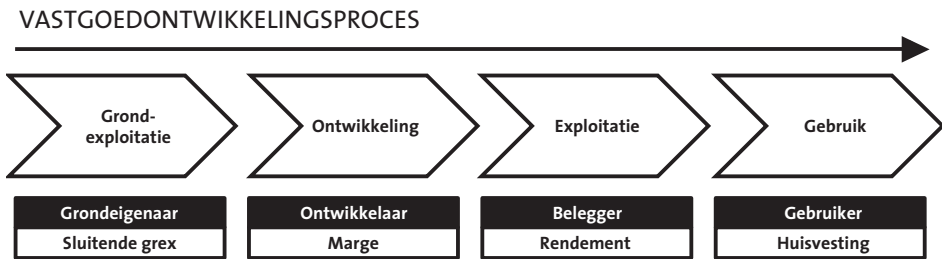 VASTGOEDONTWIKKELINGSPROCES
Grond-
exploitatie
Ontwikkeling
Exploitatie
Gebruik
Grondeigenaar
Sluitende grex
Ontwikkelaar
Marge
Belegger
Rendement
Gebruiker
Huisvesting